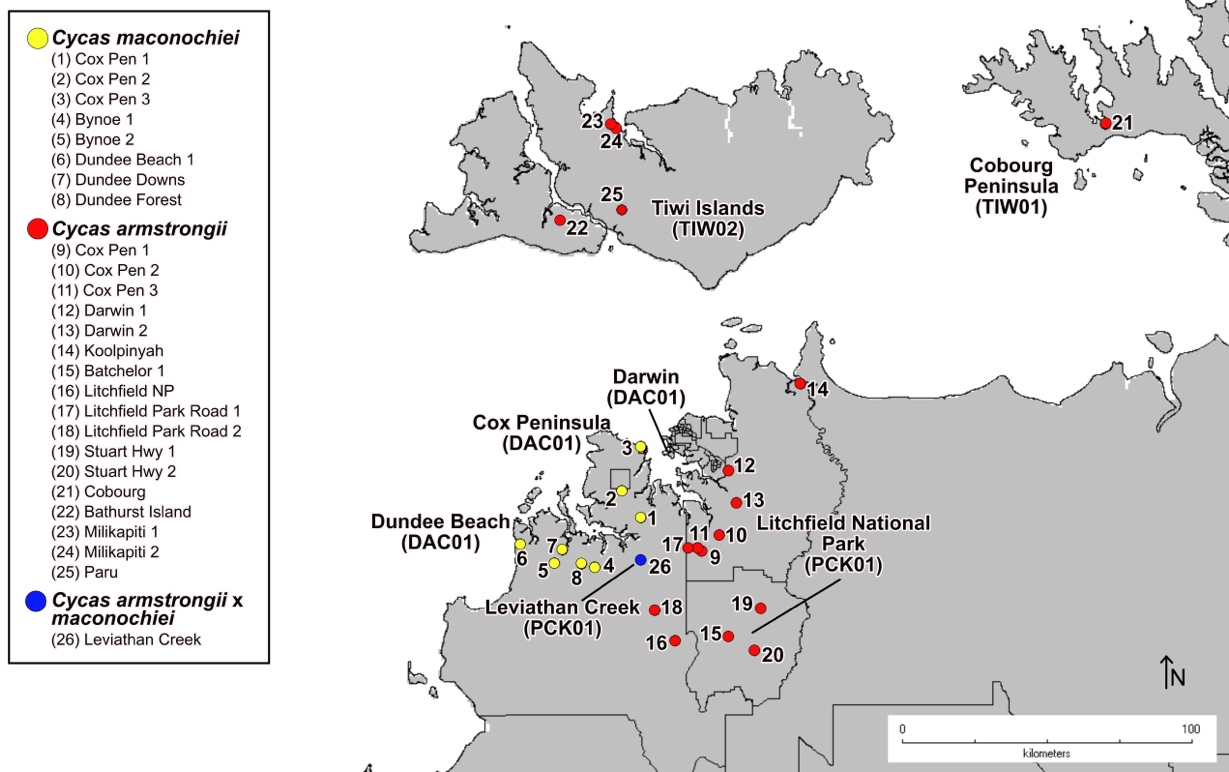 Cycas maconochiei
(1) Cox Pen 1
(2) Cox Pen 2
(3) Cox Pen 3
(4) Bynoe 1
(5) Bynoe 2
(6) Dundee Beach 1
(7) Dundee Downs
(8) Dundee Forest
Cycas armstrongii
(9) Cox Pen 1
(10) Cox Pen 2
(11) Cox Pen 3
(12) Darwin 1
(13) Darwin 2
(14) Koolpinyah
(15) Batchelor 1
(16) Litchfield NP
(17) Litchfield Park Road 1
(18) Litchfield Park Road 2
(19) Stuart Hwy 1
(20) Stuart Hwy 2
(21) Cobourg
(22) Bathurst Island
(23) Milikapiti 1
(24) Milikapiti 2
(25) Paru
Cycas armstrongii x
maconochiei
(26) Leviathan Creek
23
24
25
22
Tiwi Islands
(TIW02)
21
Cobourg
Peninsula
(TIW01)
14
Darwin
(DAC01)
Cox Peninsula
(DAC01)
3
12
2
13
1
Dundee Beach
(DAC01)
Litchfield National
Park
(PCK01)
10
11
17
9
6
7
5
8
4
26
Leviathan Creek
(PCK01)
18
19
16
15
20
N
0
100
kilometers